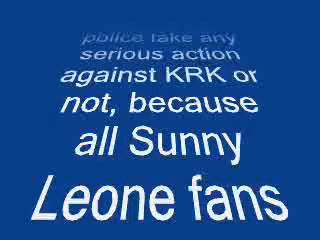 police take any
serious action
against KRK or
not, because
all Sunny
Leone fans